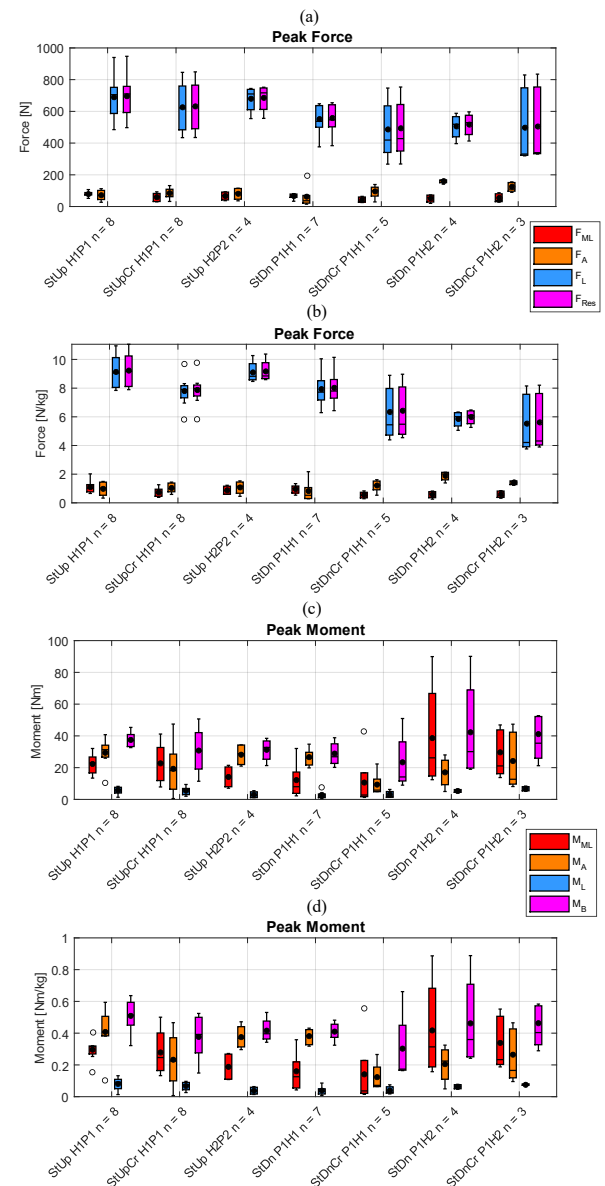 (a)
Peak Force
1000
800
600
400
200
0
Force [N]
StUp H1P1 n = 8
StUpCr H1P1 n = 8
StUp H2P2 n = 4
StDn P1H1 n = 7
StDnCr P1H1 n = 5
StDn P1H2 n = 4
StDnCr P1H2 n = 3
F_ML
F_A
F_L
F_Res
(b)
Peak Force
10
8
6
4
2
0
Force [N/kg]
StUp H1P1 n = 8
StUpCr H1P1 n = 8
StUp H2P2 n = 4
StDn P1H1 n = 7
StDnCr P1H1 n = 5
StDn P1H2 n = 4
StDnCr P1H2 n = 3
(c)
Peak Moment
100
80
60
40
20
0
Moment [Nm]
StUp H1P1 n = 8
StUpCr H1P1 n = 8
StUp H2P2 n = 4
StDn P1H1 n = 7
StDnCr P1H1 n = 5
StDn P1H2 n = 4
StDnCr P1H2 n = 3
M_ML
M_A
M_L
M_B
(d)
Peak Moment
1
0.8
0.6
0.4
0.2
0
Moment [Nm/kg]
StUp H1P1 n = 8
StUpCr H1P1 n = 8
StUp H2P2 n = 4
StDn P1H1 n = 7
StDnCr P1H1 n = 5
StDn P1H2 n = 4
StDnCr P1H2 n = 3